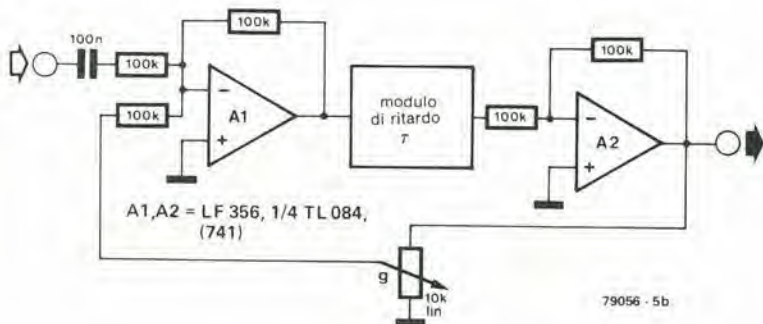 100n
100k
100k
100k
A1
−
+
modulo
di ritardo
τ
100k
100k
A2
−
+
A1,A2 = LF 356, 1/4 TL 084,
(741)
g
10k
lin
79056 - 5b